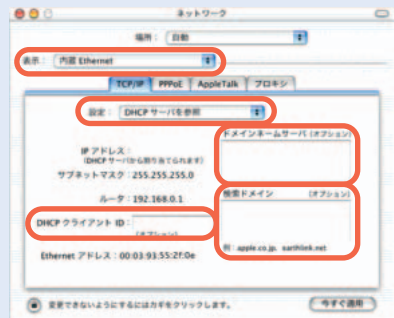 ネットワーク
場所： 自動
表示： 内蔵 Ethernet
TCP/IP PPPoE AppleTalk プロキシ
設定： DHCP サーバを参照
ドメインネームサーバ (オプション)
IP アドレス：
(DHCP サーバから割り当てられます)
サブネットマスク：255.255.255.0
ルータ：192.168.0.1
検索ドメイン (オプション)
DHCP クライアント ID：
(オプション)
例：apple.co.jp, earthlink.net
Ethernet アドレス：00:03:93:55:2f:0e
変更できないようにするにはカギをクリックします。
今すぐ適用